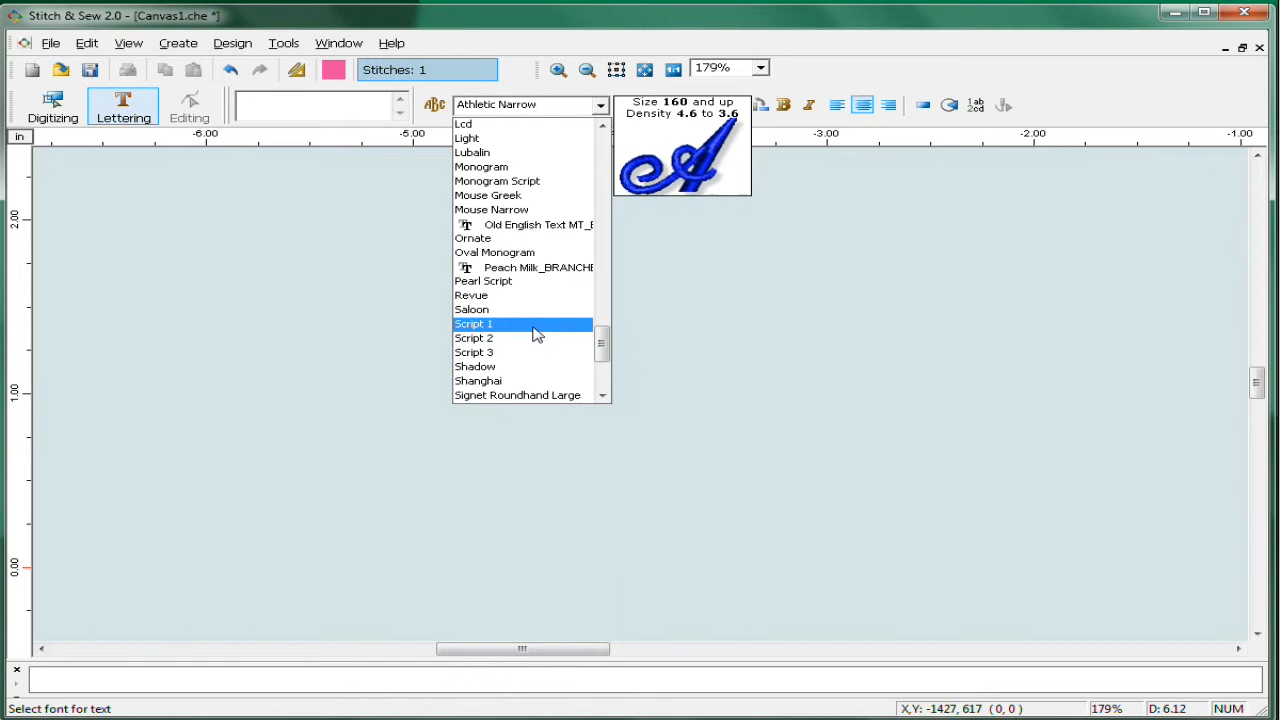 Stitch & Sew 2.0 - [Canvas1.che *]
File Edit View Create Design Tools Window Help
Stitches: 1 179%
Digitizing Lettering Editing ABC Athletic Narrow
1ab
2cd
Size 160 and up
Density 4.6 to 3.6
A
in -6.00 -5.00 -3.00 -2.00 -1.00
2.00
1.00
0.00
Lcd
Light
Lubalin
Monogram
Monogram Script
Mouse Greek
Mouse Narrow
Old English Text MT_E
Ornate
Oval Monogram
Peach Milk_BRANCHE
Pearl Script
Revue
Saloon
Script 1
Script 2
Script 3
Shadow
Shanghai
Signet Roundhand Large
Select font for text X,Y: -1427, 617 ( 0, 0 ) 179% D: 6.12 NUM